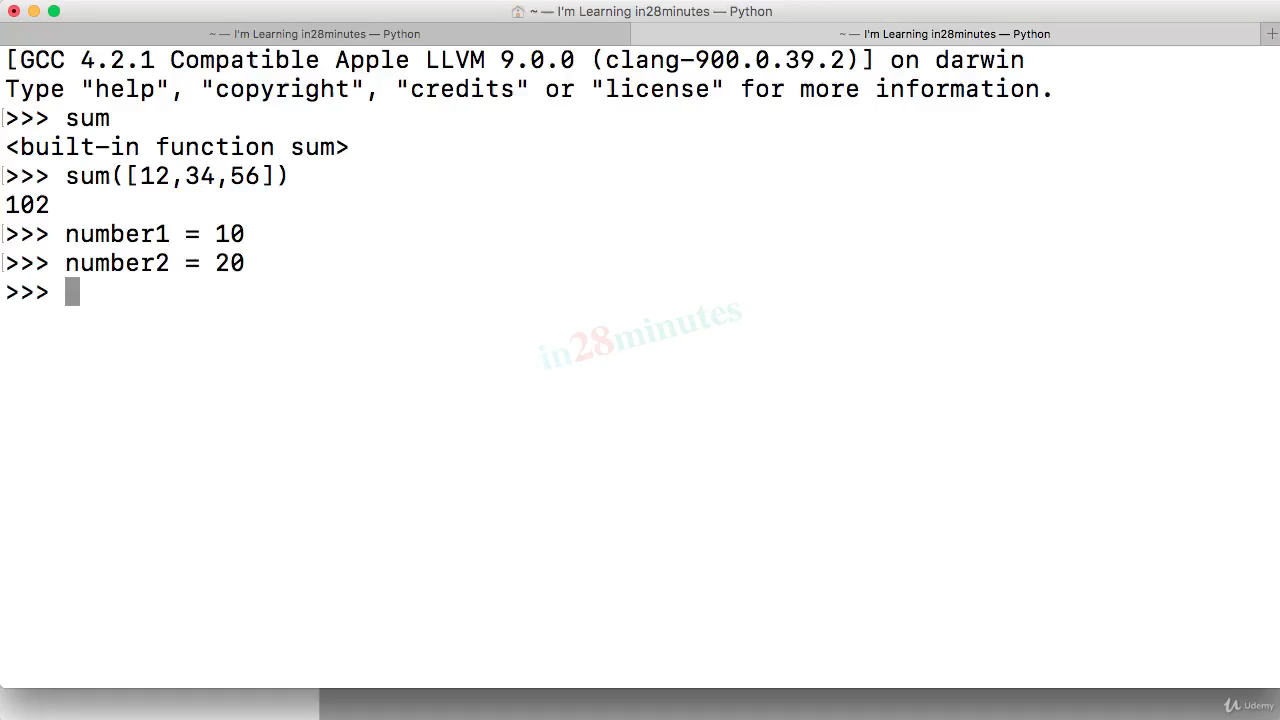 ~ — I'm Learning in28minutes — Python
~ — I'm Learning in28minutes — Python
~ — I'm Learning in28minutes — Python
[GCC 4.2.1 Compatible Apple LLVM 9.0.0 (clang-900.0.39.2)] on darwin
Type "help", "copyright", "credits" or "license" for more information.
>>> sum
<built-in function sum>
>>> sum([12,34,56])
102
>>> number1 = 10
>>> number2 = 20
>>>
in28minutes
Udemy